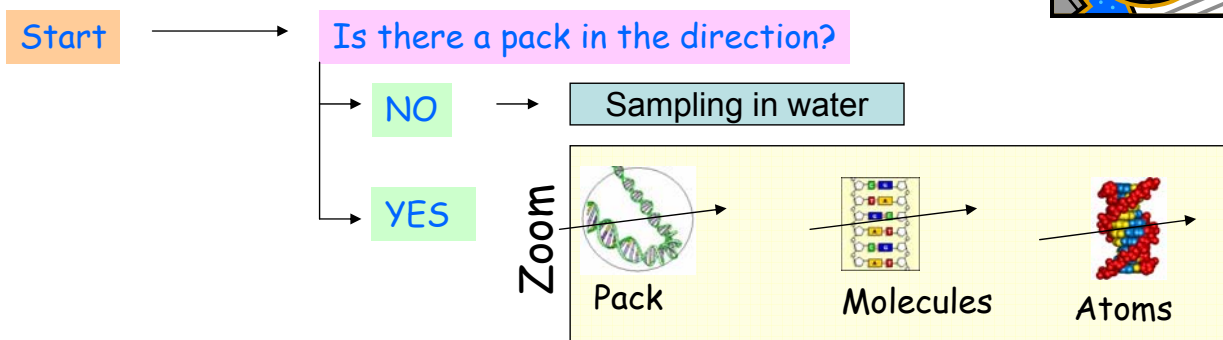 Start
Is there a pack in the direction?
NO
Sampling in water
YES
Zoom
Pack
Molecules
Atoms